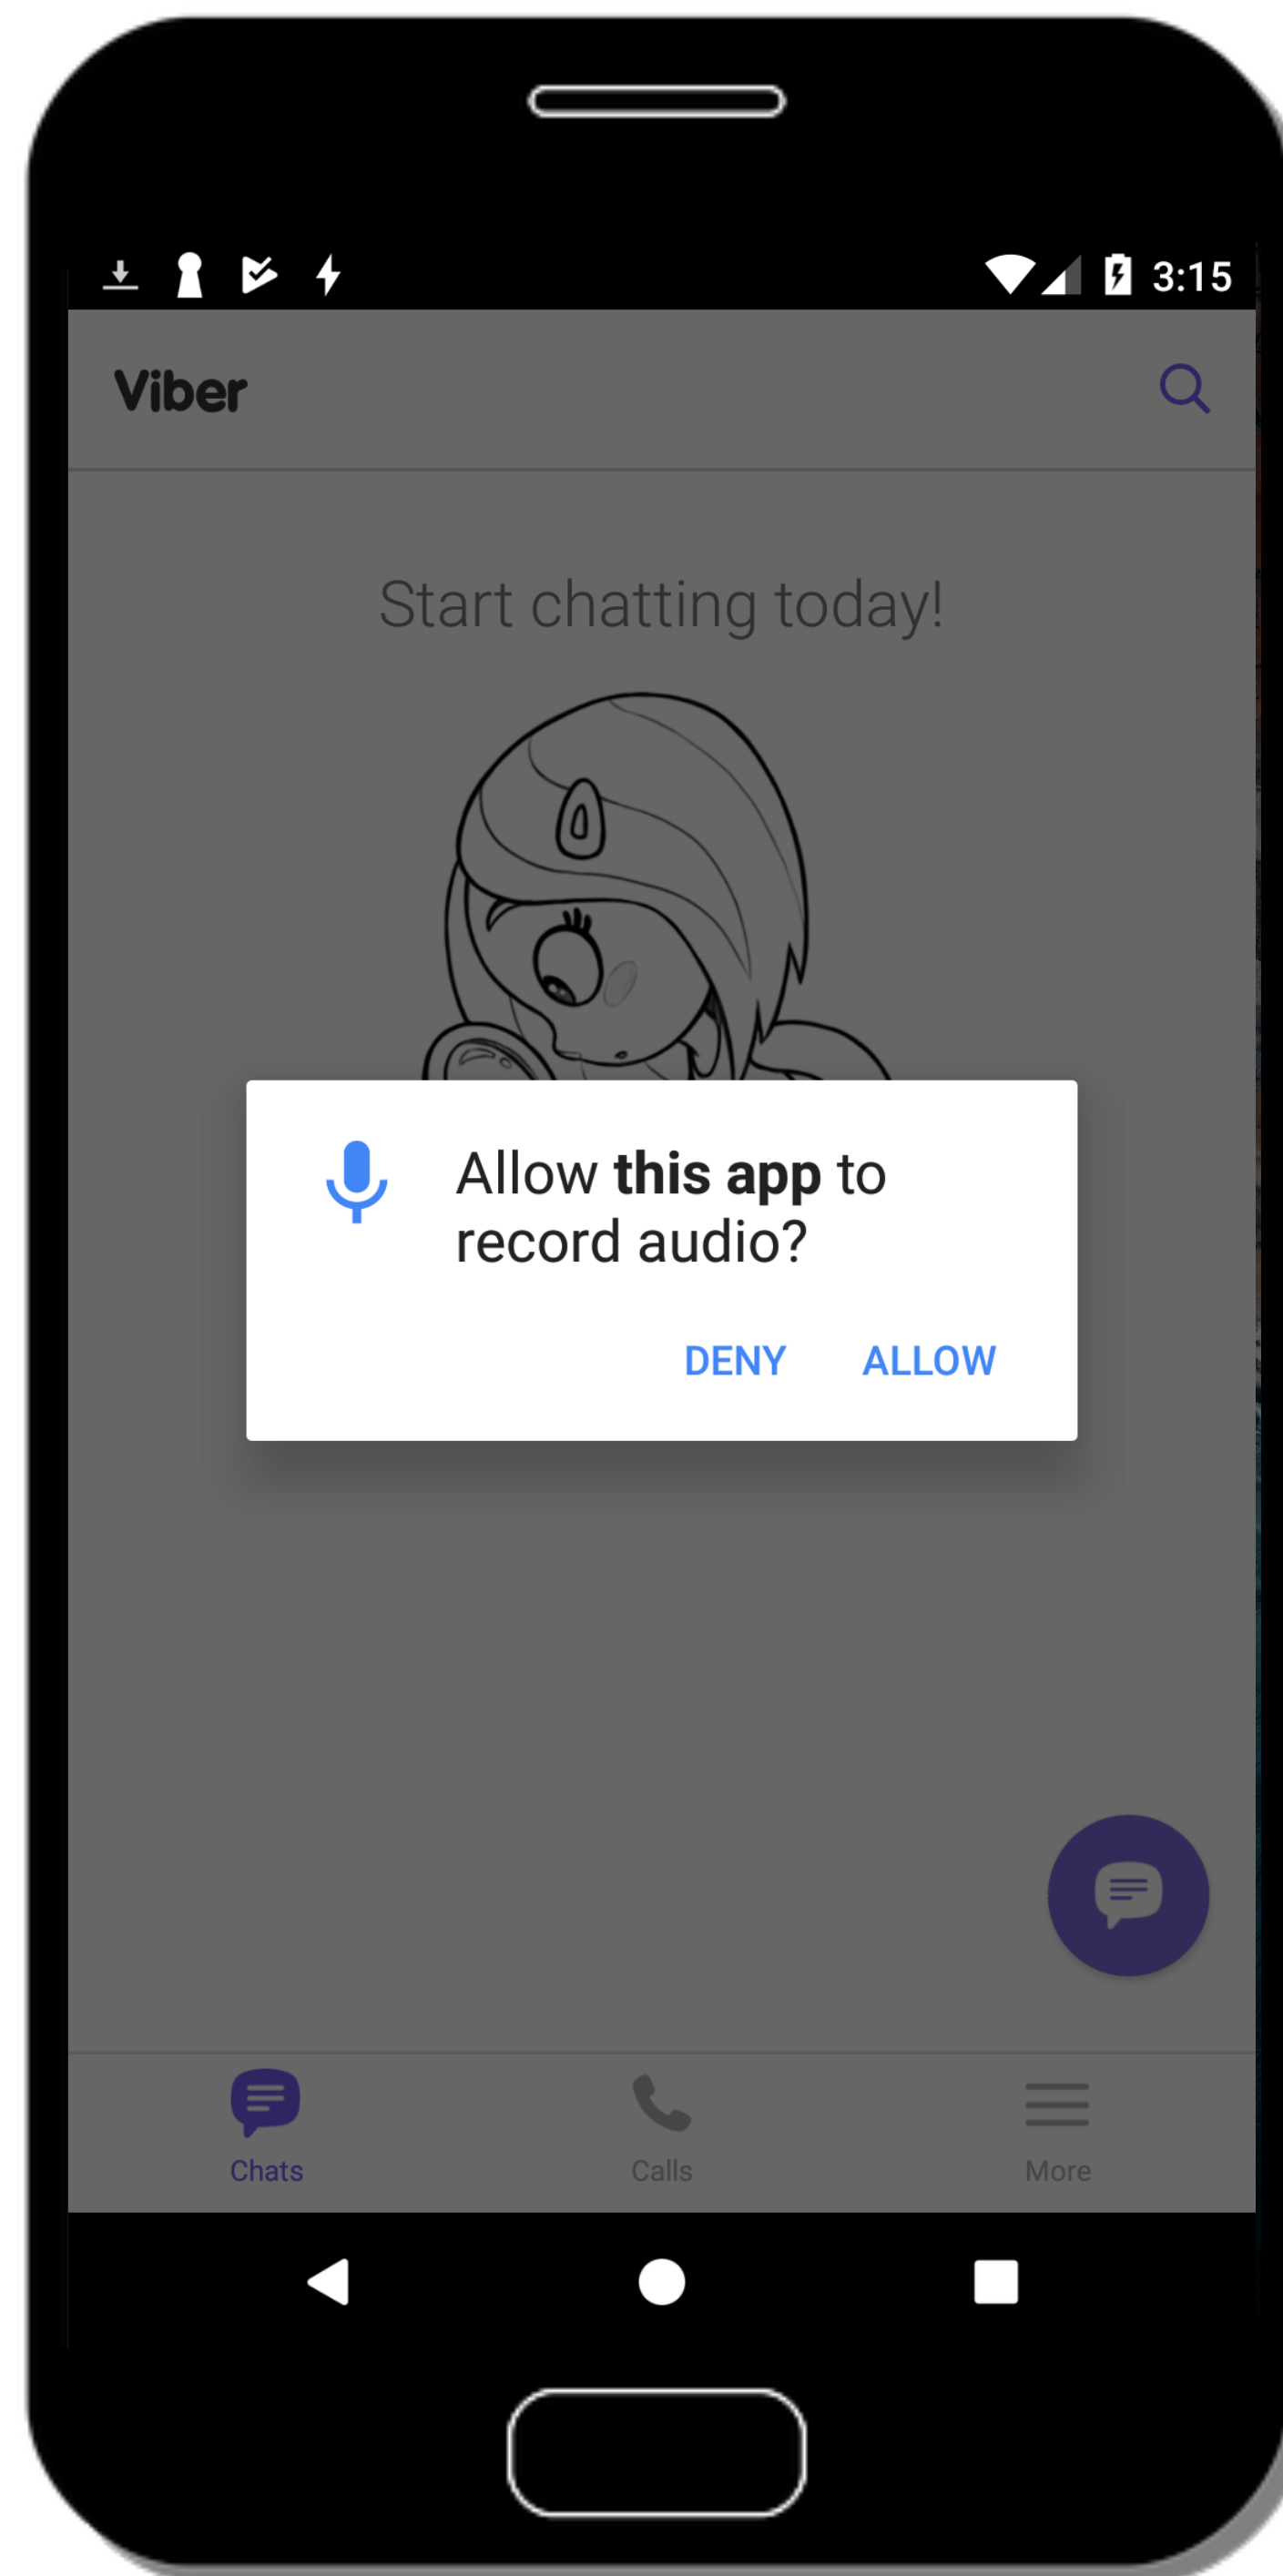 3:15
Viber
Start chatting today!
Allow this app to
record audio?
DENY ALLOW
Chats Calls More